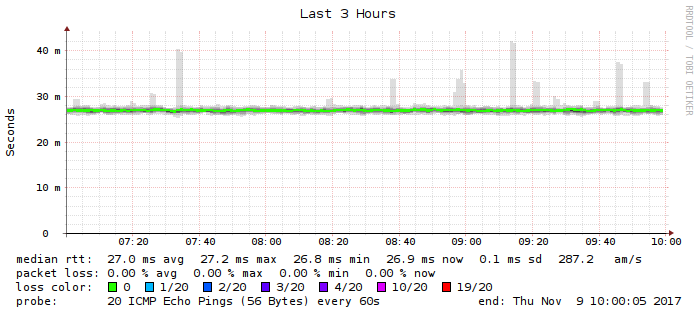 Last 3 Hours
RRDTOOL / TOBI OETIKER
Seconds
40 m
30 m
20 m
10 m
0
07:20 07:40 08:00 08:20 08:40 09:00 09:20 09:40 10:00
median rtt: 27.0 ms avg 27.2 ms max 26.8 ms min 26.9 ms now 0.1 ms sd 287.2 am/s
packet loss: 0.00 % avg 0.00 % max 0.00 % min 0.00 % now
loss color: 0 1/20 2/20 3/20 4/20 10/20 19/20
probe: 20 ICMP Echo Pings (56 Bytes) every 60s end: Thu Nov 9 10:00:05 2017